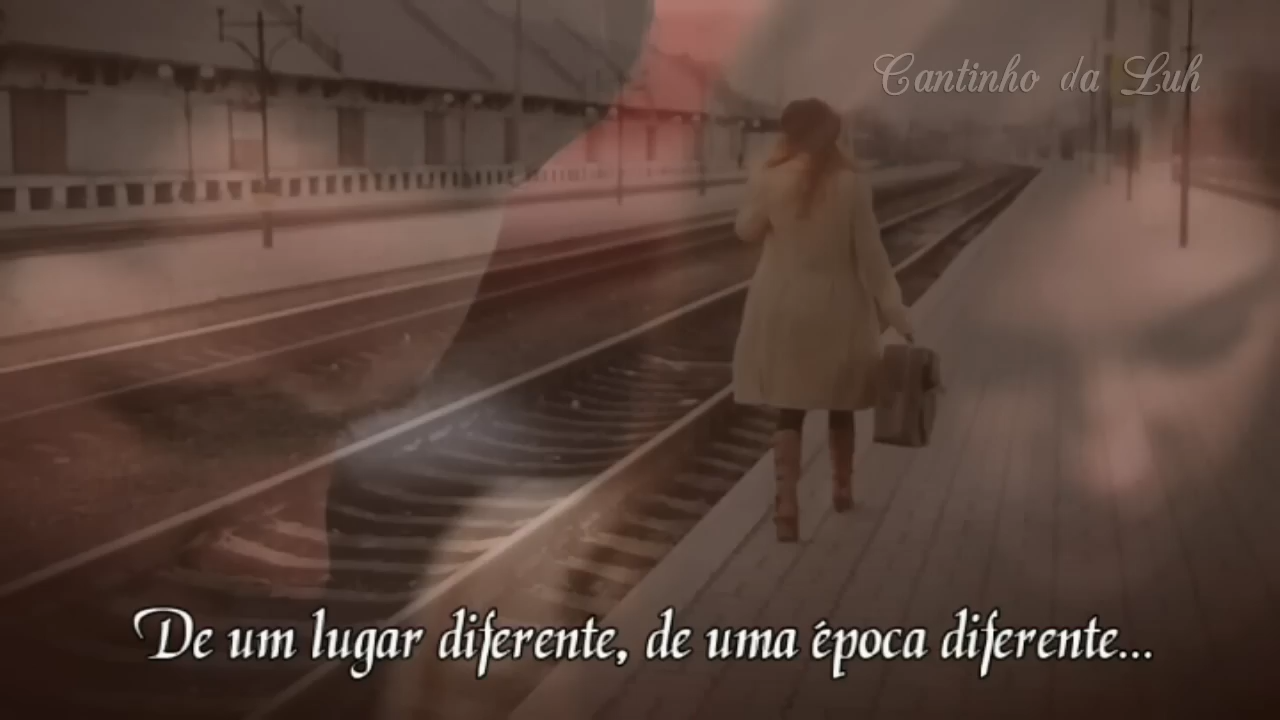 Cantinho da Luh
De um lugar diferente, de uma época diferente...